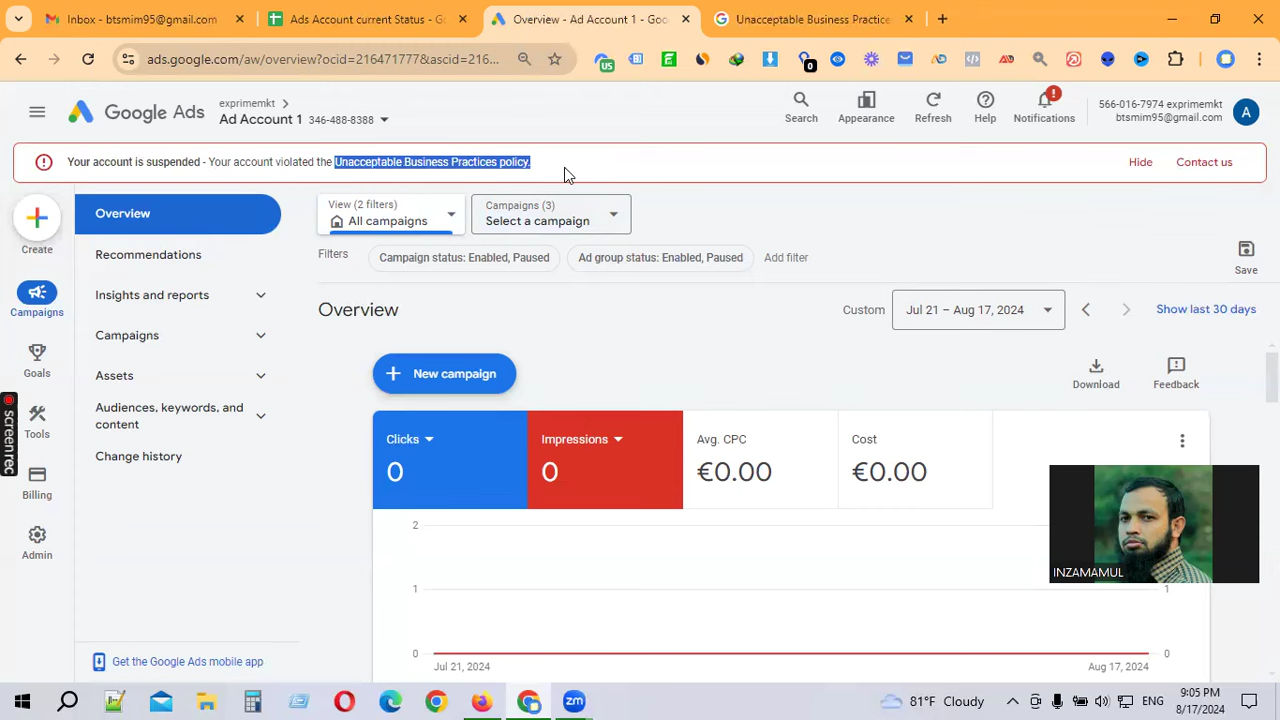 Inbox - btsmim95@gmail.com
Ads Account current Status - G
Overview - Ad Account 1 - Goo
Unacceptable Business Practice
ads.google.com/aw/overview?ocid=216471777&ascid=216...
US
0
Google Ads
exprimemkt
Ad Account 1 346-488-8388
Search
Appearance
Refresh
Help
Notifications
566-016-7974 exprimemkt
btsmim95@gmail.com
A
Your account is suspended - Your account violated the Unacceptable Business Practices policy.
Hide
Contact us
Create
Campaigns
Goals
Tools
Billing
Admin
screen rec
Overview
Recommendations
Insights and reports
Campaigns
Assets
Audiences, keywords, and
content
Change history
Get the Google Ads mobile app
View (2 filters)
All campaigns
Campaigns (3)
Select a campaign
Filters
Campaign status: Enabled, Paused
Ad group status: Enabled, Paused
Add filter
Save
Overview
Custom
Jul 21 – Aug 17, 2024
Show last 30 days
New campaign
Download
Feedback
Clicks
0
Impressions
0
Avg. CPC
€0.00
Cost
€0.00
2
1
0
1
0
Jul 21, 2024
Aug 17, 2024
INZAMAMUL
zm
81°F Cloudy
ENG
9:05 PM
8/17/2024